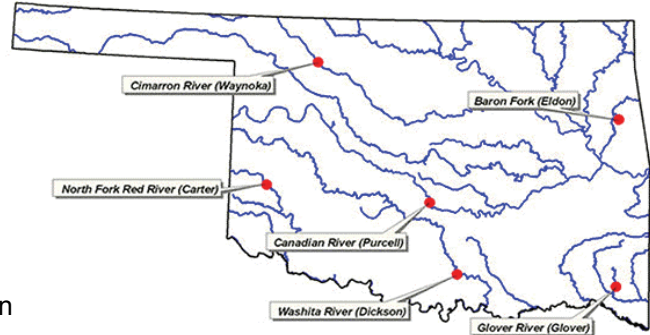 Cimarron River (Waynoka)
Baron Fork (Eldon)
North Fork Red River (Carter)
Canadian River (Purcell)
n
Washita River (Dickson)
Glover River (Glover)